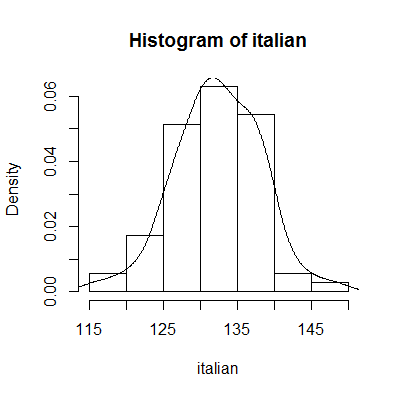 Histogram of italian
Density
0.00 0.02 0.04 0.06
115 125 135 145
italian